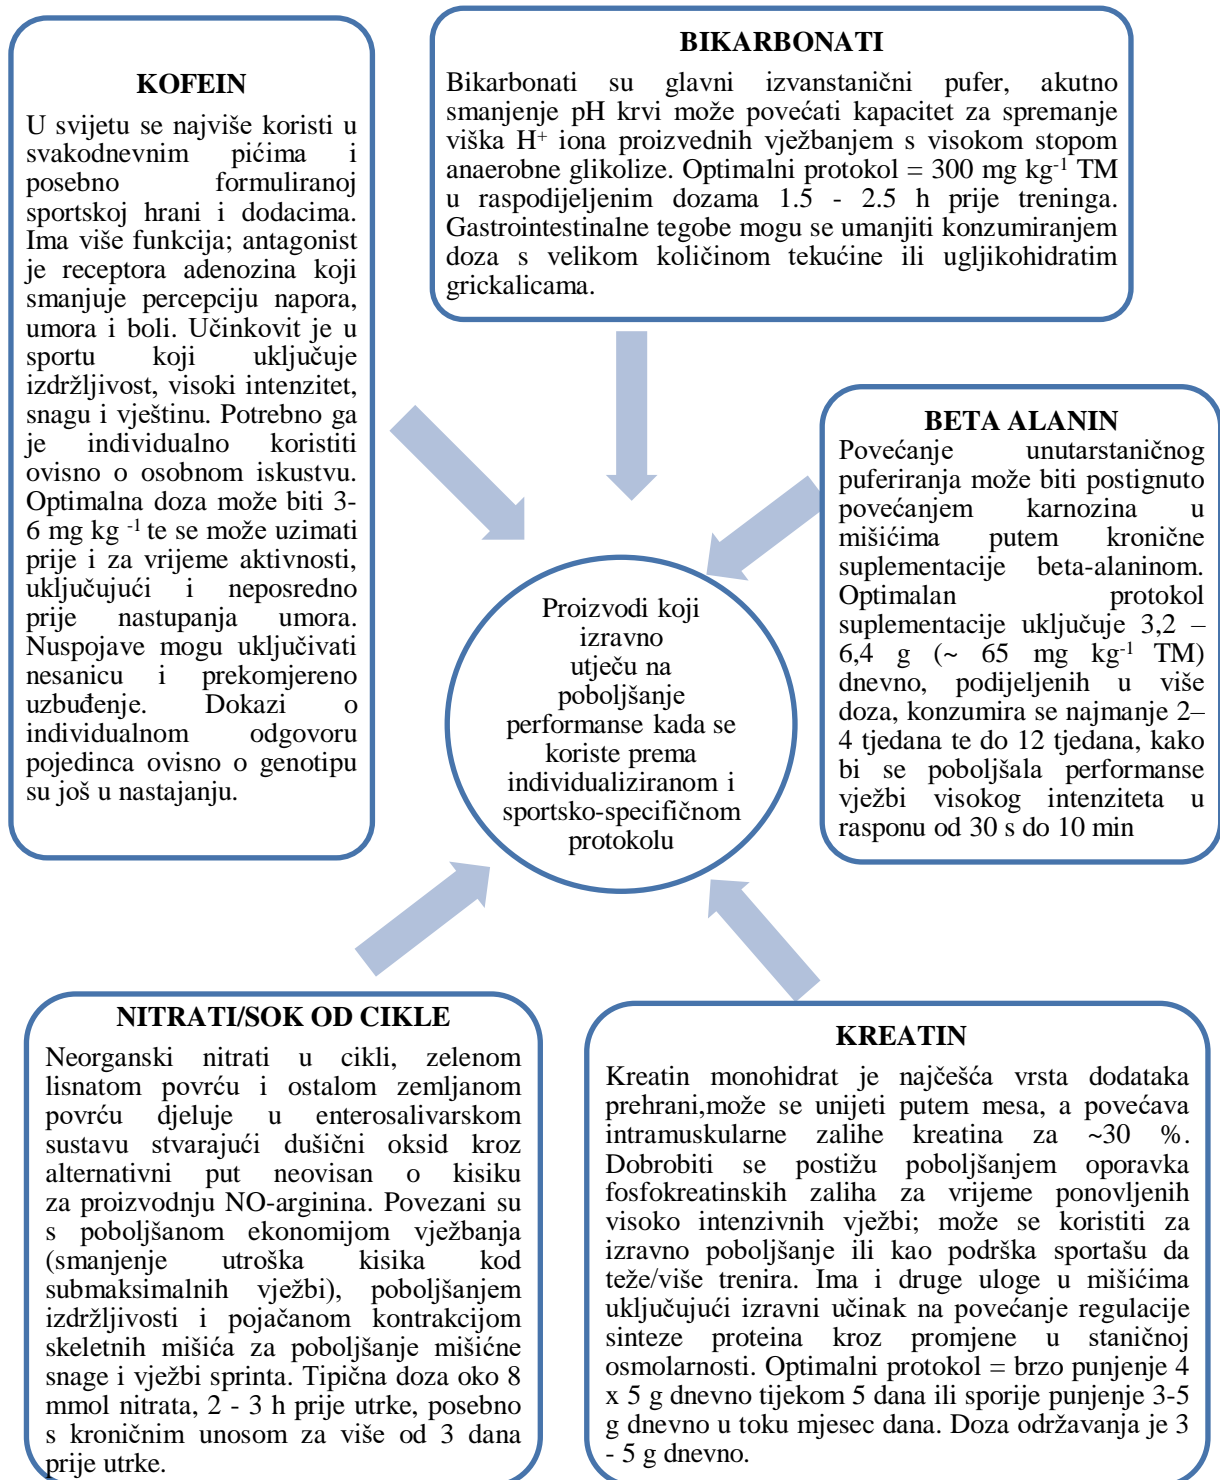 KOFEIN
U svijetu se najviše koristi u
svakodnevnim pićima i
posebno formuliranoj
sportskoj hrani i dodacima.
Ima više funkcija; antagonist
je receptora adenozina koji
smanjuje percepciju napora,
umora i boli. Učinkovit je u
sportu koji uključuje
izdržljivost, visoki intenzitet,
snagu i vještinu. Potrebno ga
je individualno koristiti
ovisno o osobnom iskustvu.
Optimalna doza može biti 3-
6 mg kg ⁻¹ te se može uzimati
prije i za vrijeme aktivnosti,
uključujući i neposredno
prije nastupanja umora.
Nuspojave mogu uključivati
nesanicu i prekomjereno
uzbuđenje. Dokazi o
individualnom odgovoru
pojedinca ovisno o genotipu
su još u nastajanju.
BIKARBONATI
Bikarbonati su glavni izvanstanični pufer, akutno
smanjenje pH krvi može povećati kapacitet za spremanje
viška H⁺ iona proizvednih vježbanjem s visokom stopom
anaerobne glikolize. Optimalni protokol = 300 mg kg⁻¹ TM
u raspodijeljenim dozama 1.5 - 2.5 h prije treninga.
Gastrointestinalne tegobe mogu se umanjiti konzumiranjem
doza s velikom količinom tekućine ili ugljikohidratim
grickalicama.
BETA ALANIN
Povećanje unutarstaničnog
puferiranja može biti postignuto
povećanjem karnozina u
mišićima putem kronične
suplementacije beta-alaninom.
Optimalan protokol
suplementacije uključuje 3,2 –
6,4 g (~ 65 mg kg⁻¹ TM)
dnevno, podijeljenih u više
doza, konzumira se najmanje 2–
4 tjedana te do 12 tjedana, kako
bi se poboljšala performanse
vježbi visokog intenziteta u
rasponu od 30 s do 10 min
Proizvodi koji
izravno
utječu na
poboljšanje
performanse kada se
koriste prema
individualiziranom i
sportsko-specifičnom
protokolu
NITRATI/SOK OD CIKLE
Neorganski nitrati u cikli, zelenom
lisnatom povrću i ostalom zemljanom
povrću djeluje u enterosalivarskom
sustavu stvarajući dušični oksid kroz
alternativni put neovisan o kisiku
za proizvodnju NO-arginina. Povezani su
s poboljšanom ekonomijom vježbanja
(smanjenje utroška kisika kod
submaksimalnih vježbi), poboljšanjem
izdržljivosti i pojačanom kontrakcijom
skeletnih mišića za poboljšanje mišićne
snage i vježbi sprinta. Tipična doza oko 8
mmol nitrata, 2 - 3 h prije utrke, posebno
s kroničnim unosom za više od 3 dana
prije utrke.
KREATIN
Kreatin monohidrat je najčešća vrsta dodataka
prehrani,može se unijeti putem mesa, a povećava
intramuskularne zalihe kreatina za ~30 %.
Dobrobiti se postižu poboljšanjem oporavka
fosfokreatinskih zaliha za vrijeme ponovljenih
visoko intenzivnih vježbi; može se koristiti za
izravno poboljšanje ili kao podrška sportašu da
teže/više trenira. Ima i druge uloge u mišićima
uključujući izravni učinak na povećanje regulacije
sinteze proteina kroz promjene u staničnoj
osmolarnosti. Optimalni protokol = brzo punjenje 4
x 5 g dnevno tijekom 5 dana ili sporije punjenje 3-5
g dnevno u toku mjesec dana. Doza održavanja je 3
- 5 g dnevno.